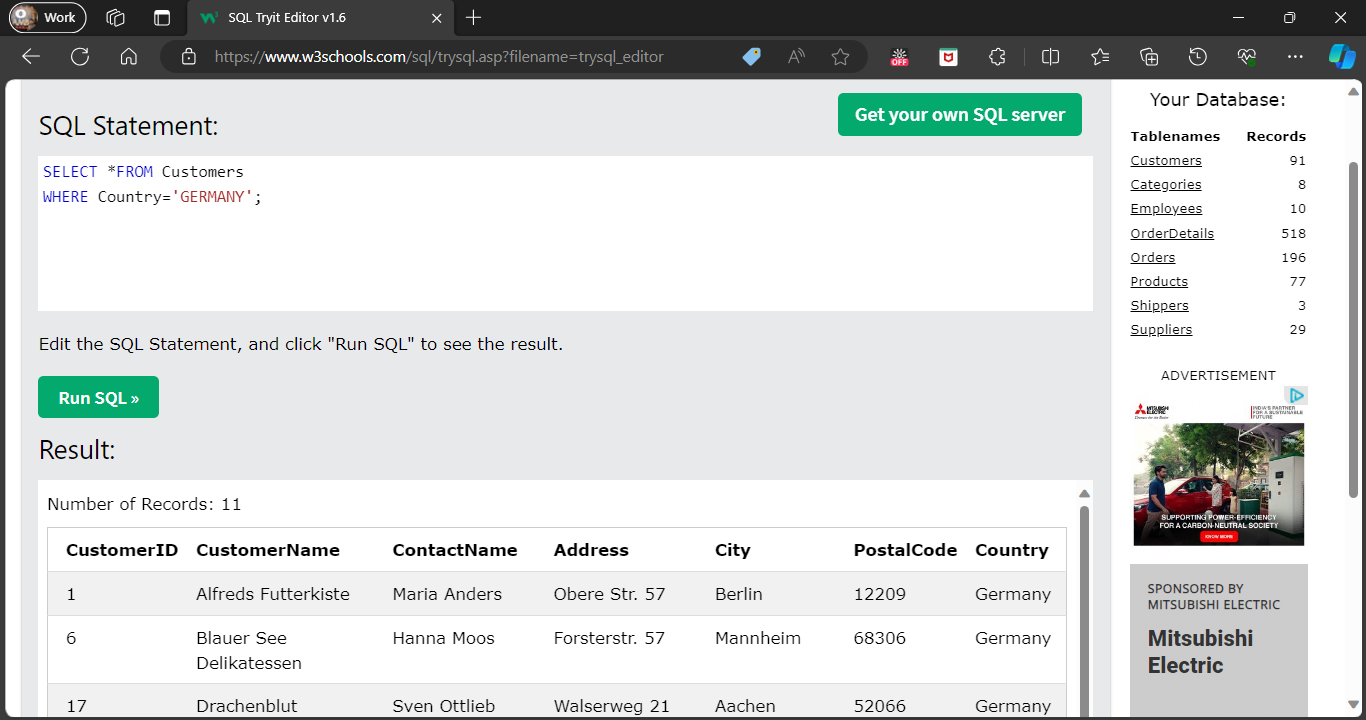 Work
SQL Tryit Editor v1.6
https://www.w3schools.com/sql/trysql.asp?filename=trysql_editor
OFF
SQL Statement:
Get your own SQL server
SELECT *FROM Customers
WHERE Country='GERMANY';
Edit the SQL Statement, and click "Run SQL" to see the result.
Run SQL »
Result:
Number of Records: 11
CustomerID CustomerName ContactName Address City PostalCode Country
1 Alfreds Futterkiste Maria Anders Obere Str. 57 Berlin 12209 Germany
6 Blauer See Hanna Moos Forsterstr. 57 Mannheim 68306 Germany
Delikatessen
17 Drachenblut Sven Ottlieb Walserweg 21 Aachen 52066 Germany
Your Database:
Tablenames Records
Customers 91
Categories 8
Employees 10
OrderDetails 518
Orders 196
Products 77
Shippers 3
Suppliers 29
ADVERTISEMENT
MITSUBISHI
ELECTRIC
Changes for the Better
INDIA'S PARTNER
FOR A SUSTAINABLE
FUTURE
SUPPORTING POWER-EFFICIENCY
FOR A CARBON-NEUTRAL SOCIETY
KNOW MORE
SPONSORED BY
MITSUBISHI ELECTRIC
Mitsubishi
Electric